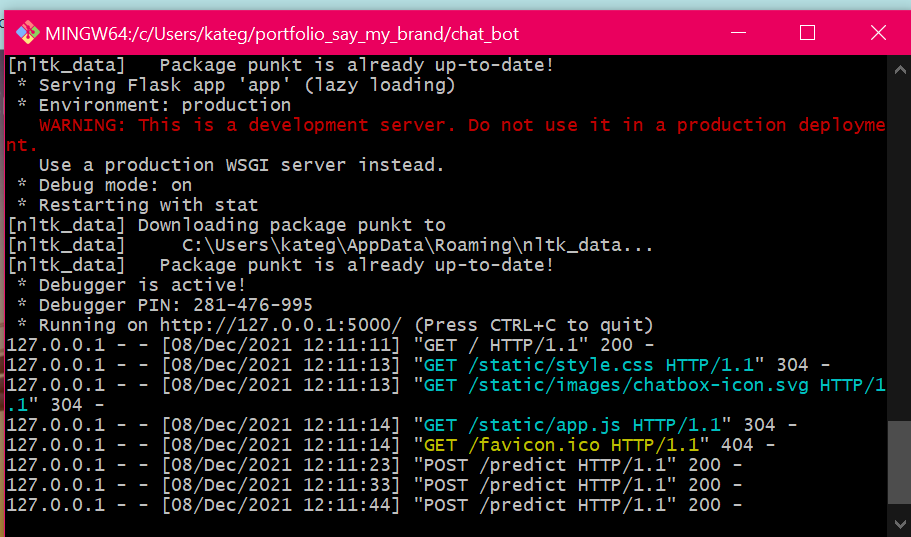 MINGW64:/c/Users/kateg/portfolio_say_my_brand/chat_bot
[nltk_data]   Package punkt is already up-to-date!
 * Serving Flask app 'app' (lazy loading)
 * Environment: production
   WARNING: This is a development server. Do not use it in a production deployme
nt.
   Use a production WSGI server instead.
 * Debug mode: on
 * Restarting with stat
[nltk_data] Downloading package punkt to
[nltk_data]     C:\Users\kateg\AppData\Roaming\nltk_data...
[nltk_data]   Package punkt is already up-to-date!
 * Debugger is active!
 * Debugger PIN: 281-476-995
 * Running on http://127.0.0.1:5000/ (Press CTRL+C to quit)
127.0.0.1 - - [08/Dec/2021 12:11:11] "GET / HTTP/1.1" 200 -
127.0.0.1 - - [08/Dec/2021 12:11:13] "GET /static/style.css HTTP/1.1" 304 -
127.0.0.1 - - [08/Dec/2021 12:11:13] "GET /static/images/chatbox-icon.svg HTTP/1
.1" 304 -
127.0.0.1 - - [08/Dec/2021 12:11:14] "GET /static/app.js HTTP/1.1" 304 -
127.0.0.1 - - [08/Dec/2021 12:11:14] "GET /favicon.ico HTTP/1.1" 404 -
127.0.0.1 - - [08/Dec/2021 12:11:23] "POST /predict HTTP/1.1" 200 -
127.0.0.1 - - [08/Dec/2021 12:11:33] "POST /predict HTTP/1.1" 200 -
127.0.0.1 - - [08/Dec/2021 12:11:44] "POST /predict HTTP/1.1" 200 -